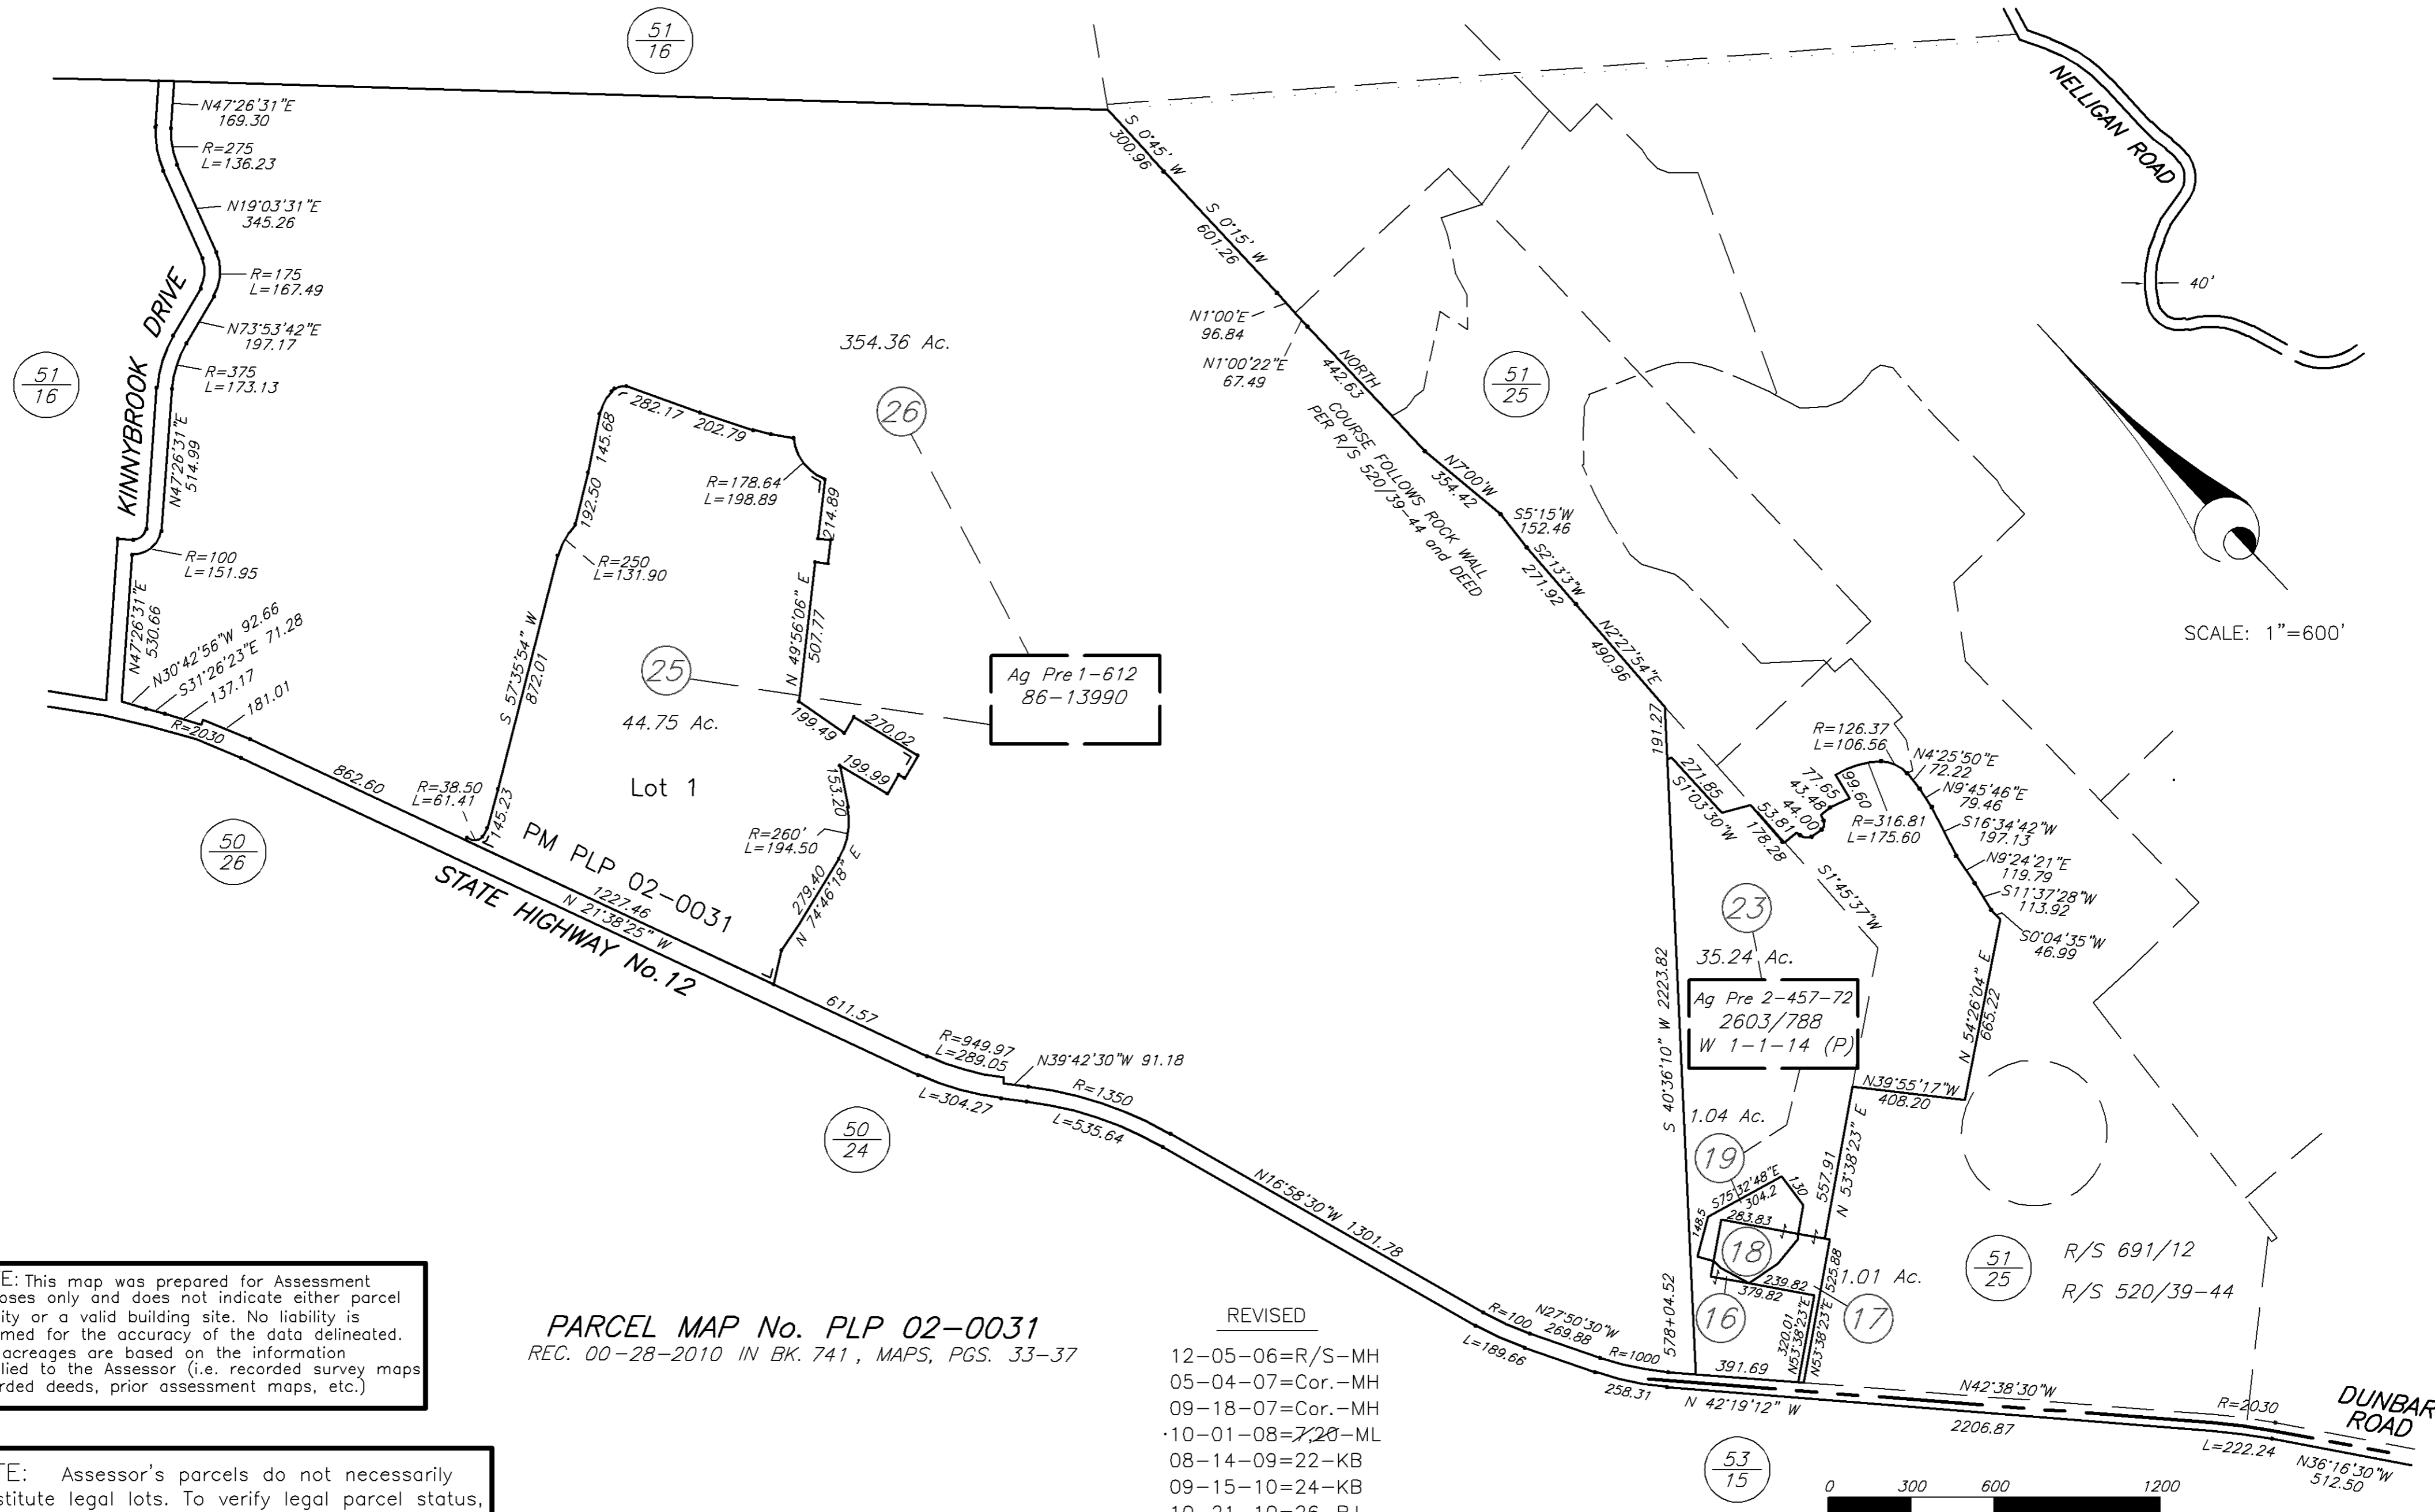 51
16
N47°26'31"E
169.30
R=275
L=136.23
N19°03'31"E
345.26
R=175
L=167.49
N73°53'42"E
197.17
R=375
L=173.13
KINNYBROOK DRIVE
N47°26'31"E
514.99
51
16
R=100
L=151.95
N47°26'31"E
530.66
N30°42'56"W 92.66
S31°26'23"E 71.28
137.17
181.01
R=2030
862.60
50
26
282.17
202.79
145.68
192.50
R=178.64
L=198.89
214.89
R=250
L=131.90
N 49°56'06" E
507.77
S 57°35'54" W
872.01
25
44.75 Ac.
Lot 1
199.49
270.02
199.99
153.20
R=260'
L=194.50
279.40
N 74°46'18" E
R=38.50
L=61.41
145.23
PM PLP 02-0031
1227.46
N 21°38'25" W
STATE HIGHWAY No. 12
354.36 Ac.
26
Ag Pre 1-612
86-13990
S 0°45' W
300.96
S 0°15' W
601.26
N1°00'E
96.84
N1°00'22"E
67.49
NORTH
442.63
COURSE FOLLOWS ROCK WALL
PER R/S 520/39-44 and DEED
N7°00'W
354.42
S5°15'W
152.46
S2°13'3"W
271.92
N2°27'54"E
490.96
51
25
NELLIGAN ROAD
40'
SCALE: 1"=600'
191.27
271.85
S1°03'30"W
53.81
178.28
44.00
43.48
77.65
99.60
R=126.37
L=106.56
R=316.81
L=175.60
N4°25'50"E
72.22
N9°45'46"E
79.46
S16°34'42"W
197.13
N9°24'21"E
119.79
S11°37'28"W
113.92
S0°04'35"W
46.99
S1°45'37"W
23
35.24 Ac.
Ag Pre 2-457-72
2603/788
W 1-1-14 (P)
S 40°36'10" W 2223.82
N 54°26'04" E
665.22
N39°55'17"W
408.20
557.91
N 53°38'23" E
1.04 Ac.
19
S75°32'48"E
304.2
130
148.5
283.83
18
239.82
379.82
525.88
1.01 Ac.
16
17
320.01
N53°38'23"E
N53°38'23"E
578+04.52
391.69
51
25
R/S 691/12
R/S 520/39-44
611.57
R=949.97
L=289.05
N39°42'30"W 91.18
L=304.27
R=1350
L=535.64
50
24
N16°58'30"W 1301.78
R=100
N27°50'30"W
269.88
L=189.66
R=1000
258.31
N 42°19'12" W
N42°38'30"W
2206.87
R=2030
L=222.24
DUNBAR
ROAD
N36°16'30"W
512.50
53
15
0 300 600 1200
E: This map was prepared for Assessment
oses only and does not indicate either parcel
ity or a valid building site. No liability is
med for the accuracy of the data delineated.
acreages are based on the information
lied to the Assessor (i.e. recorded survey maps
rded deeds, prior assessment maps, etc.)
TE: Assessor's parcels do not necessarily
stitute legal lots. To verify legal parcel status,
PARCEL MAP No. PLP 02-0031
REC. 00-28-2010 IN BK. 741, MAPS, PGS. 33-37
REVISED
12-05-06=R/S-MH
05-04-07=Cor.-MH
09-18-07=Cor.-MH
10-01-08=7,20-ML
08-14-09=22-KB
09-15-10=24-KB